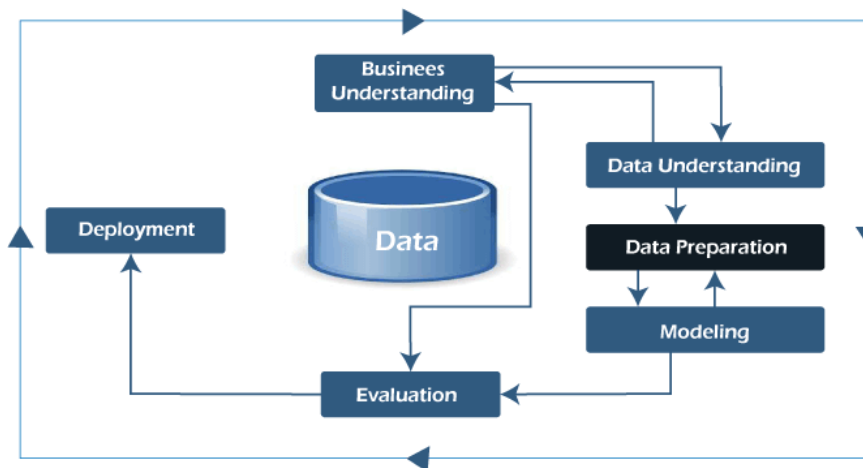 Businees
Understanding
Data Understanding
Data
Deployment
Data Preparation
Modeling
Evaluation